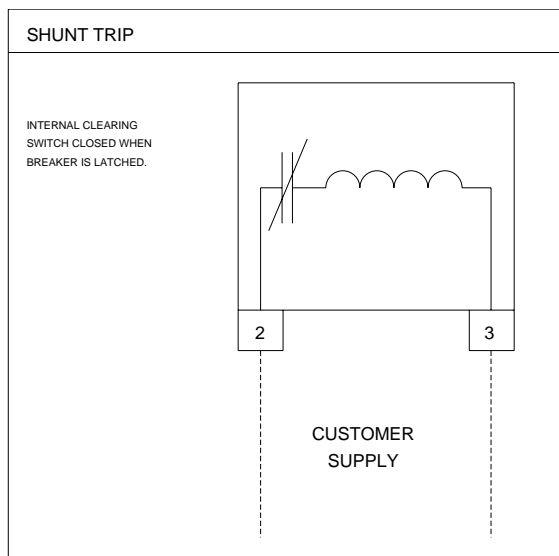 SHUNT TRIP
INTERNAL CLEARING
SWITCH CLOSED WHEN
BREAKER IS LATCHED.
2
3
CUSTOMER
SUPPLY